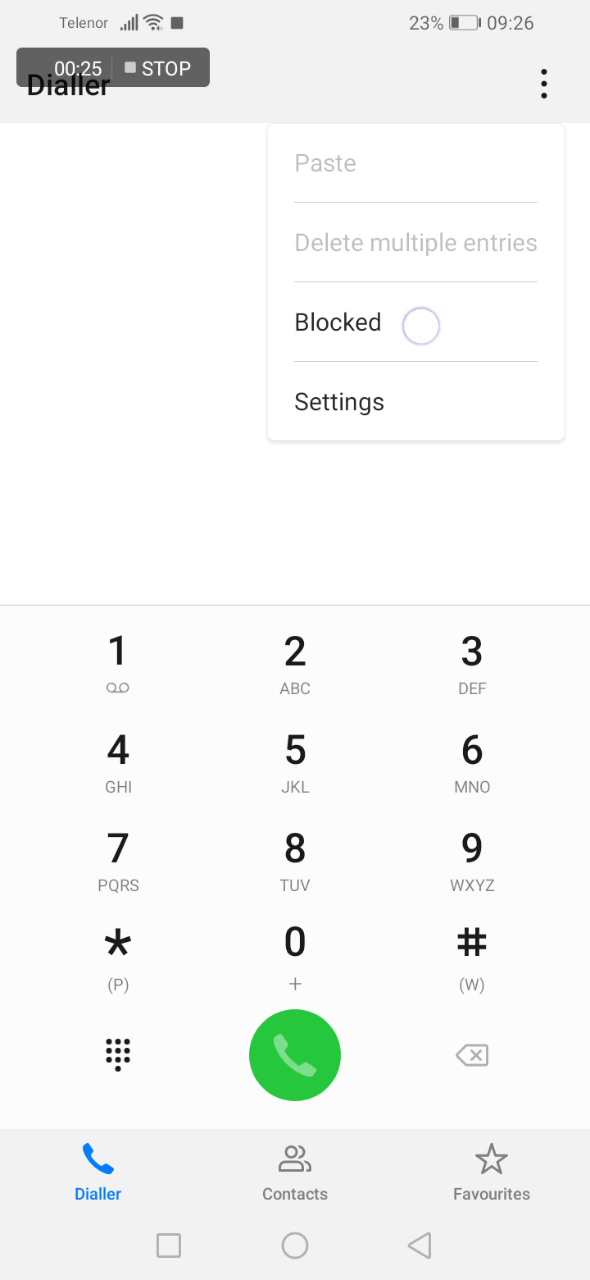 Telenor 23% 09:26
00:25 STOP
Dialler
Paste
Delete multiple entries
Blocked
Settings
1 2 3
ABC DEF
4 5 6
GHI JKL MNO
7 8 9
PQRS TUV WXYZ
* 0 #
(P) + (W)
Dialler Contacts Favourites